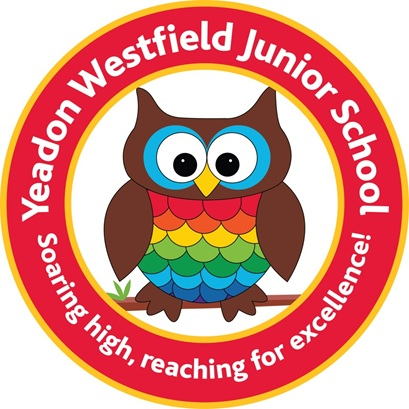 Yeadon Westfield Junior School
Soaring high, reaching for excellence!